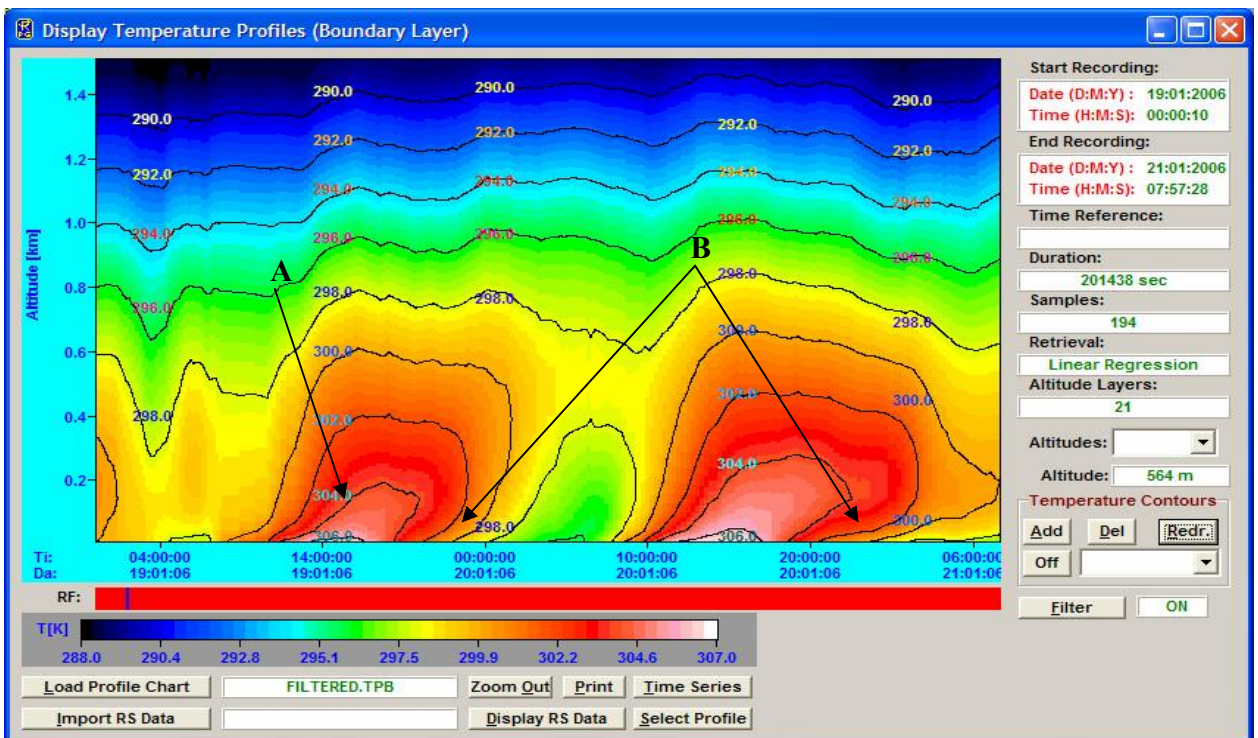 Display Temperature Profiles (Boundary Layer)
Altitude [km]
1.4
1.2
1.0
0.8
0.6
0.4
0.2
290.0 290.0 290.0 290.0
292.0 292.0 292.0 292.0 292.0
294.0 294.0 294.0 294.0 294.0
296.0 296.0 296.0 296.0 296.0
298.0 298.0 298.0 298.0 298.0 298.0
300.0 300.0 300.0 300.0
302.0 302.0
304.0 304.0
306.0 306.0
A
B
Ti: 04:00:00 14:00:00 00:00:00 10:00:00 20:00:00 06:00:00
Da: 19:01:06 19:01:06 20:01:06 20:01:06 20:01:06 21:01:06
RF:
T[K]
288.0 290.4 292.8 295.1 297.5 299.9 302.2 304.6 307.0
Load Profile Chart FILTERED.TPB Zoom Out Print Time Series
Import RS Data Display RS Data Select Profile
Start Recording:
Date (D:M:Y) : 19:01:2006
Time (H:M:S): 00:00:10
End Recording:
Date (D:M:Y) : 21:01:2006
Time (H:M:S): 07:57:28
Time Reference:
Duration:
201438 sec
Samples:
194
Retrieval:
Linear Regression
Altitude Layers:
21
Altitudes:
Altitude: 564 m
Temperature Contours
Add Del Redr.
Off
Filter ON